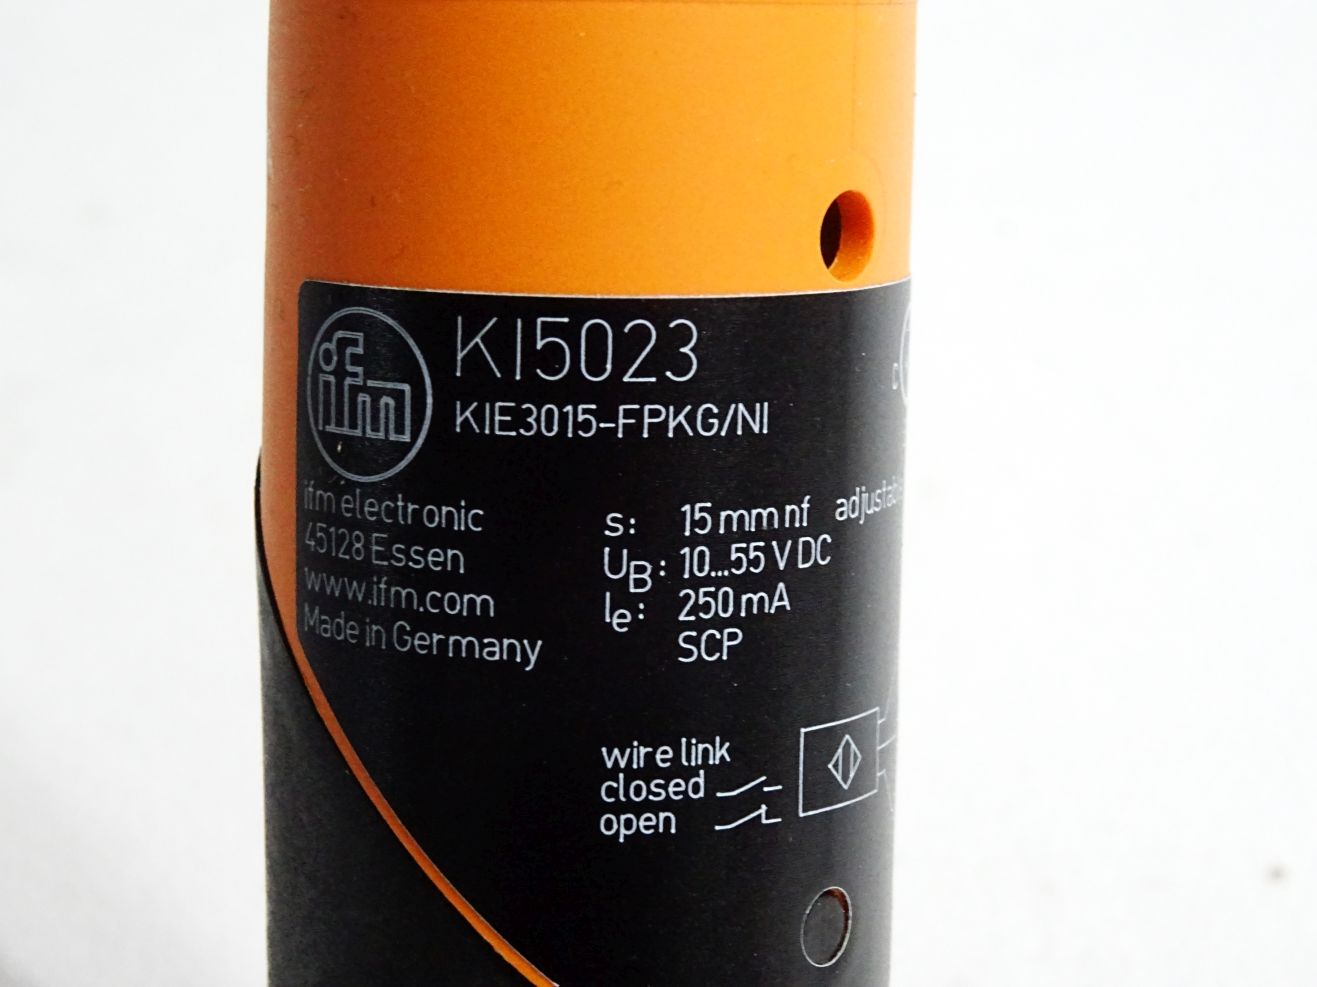 ifm
KI5023
KIE3015-FPKG/NI
ifm electronic
45128 Essen
www.ifm.com
Made in Germany
s: 15 mm nf
UB: 10...55 V DC
Ie: 250 mA
SCP
wire link
closed
open